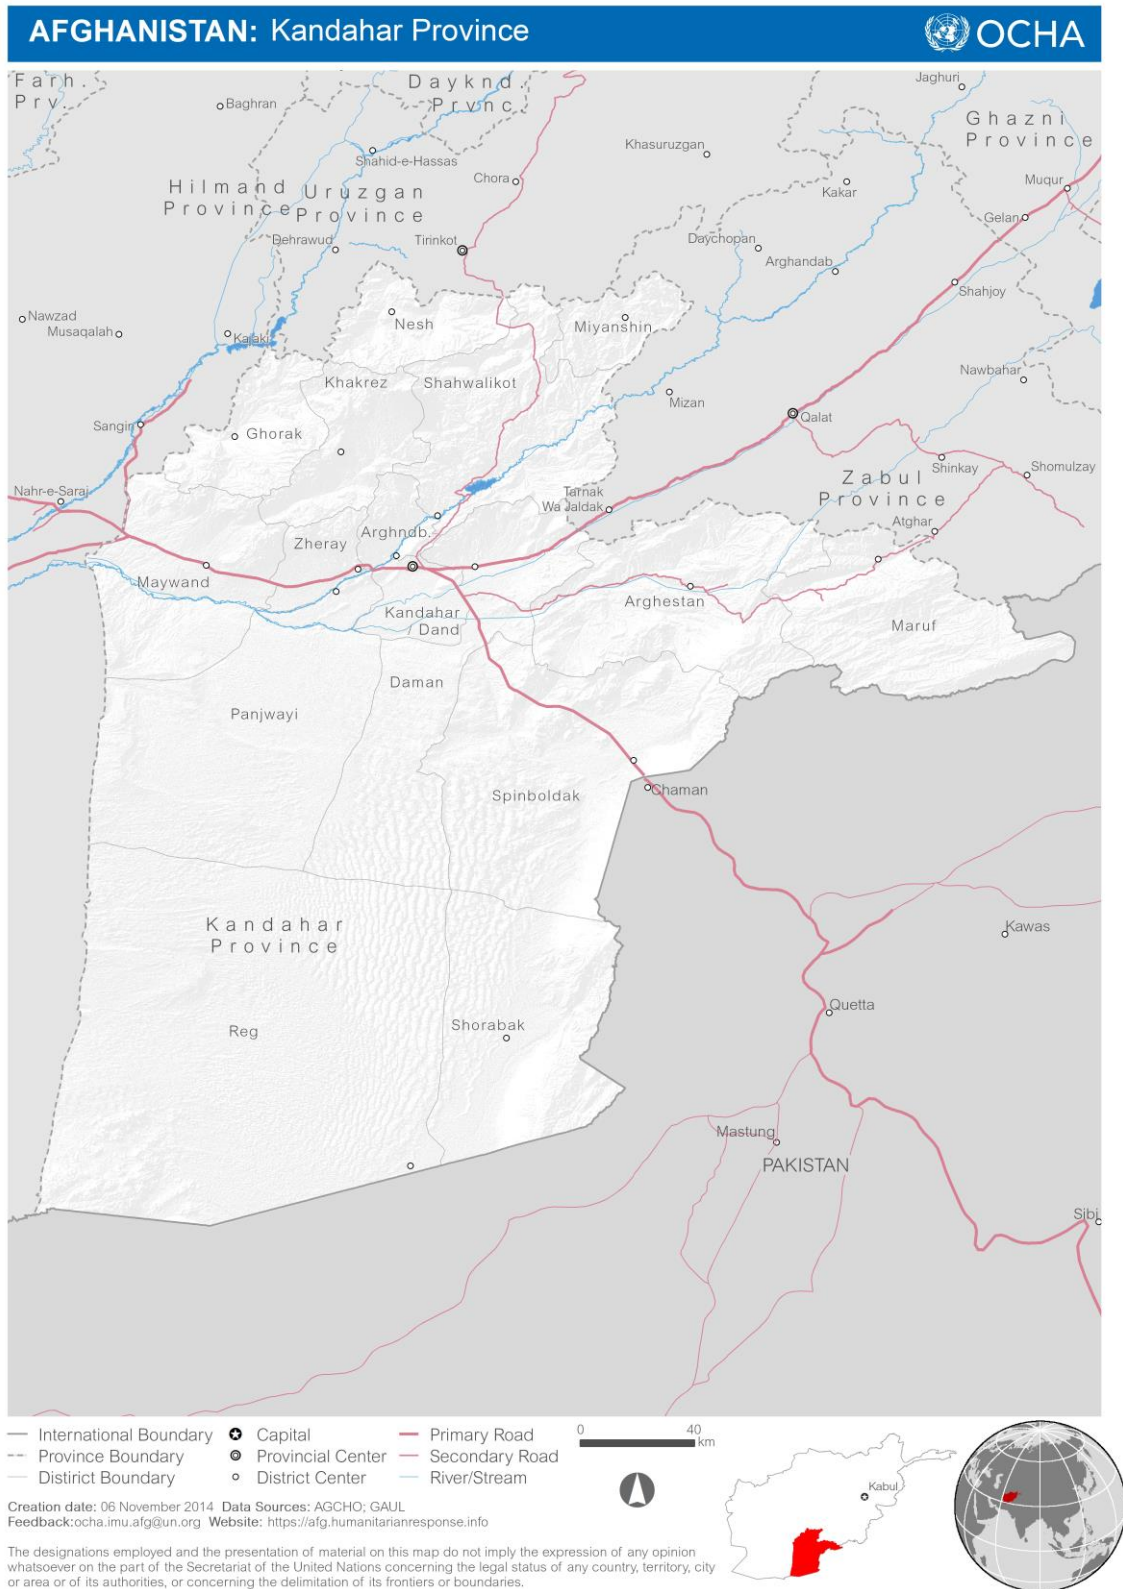 AFGHANISTAN: Kandahar Province
OCHA
Farh.
Prv.
Baghran
Dayknd.
Prvnc.
Jaghuri
Ghazni
Province
Shahid-e-Hassas
Khasuruzgan
Chora
Kakar
Muqur
Hilmand
Province
Uruzgan
Province
Gelan
Dehrawud
Tirinkot
Daychopan
Arghandab
Shahjoy
Nawzad
Musaqalah
Kajaki
Nesh
Miyanshin
Khakrez
Shahwalikot
Nawbahar
Mizan
Qalat
Sangin
Ghorak
Shinkay
Shomulzay
Zabul
Province
Nahr-e-Saraj
Tarnak
Wa Jaldak
Atghar
Arghndb.
Zheray
Maywand
Kandahar
Dand
Arghestan
Maruf
Daman
Panjwayi
Spinboldak
Chaman
Kandahar
Province
Kawas
Quetta
Reg
Shorabak
Mastung
PAKISTAN
Sibi
International Boundary
Province Boundary
Distirict Boundary
Capital
Provincial Center
District Center
Primary Road
Secondary Road
River/Stream
0 40
km
Kabul
Creation date: 06 November 2014 Data Sources: AGCHO; GAUL
Feedback:ocha.imu.afg@un.org Website: https://afg.humanitarianresponse.info
The designations employed and the presentation of material on this map do not imply the expression of any opinion
whatsoever on the part of the Secretariat of the United Nations concerning the legal status of any country, territory, city
or area or of its authorities, or concerning the delimitation of its frontiers or boundaries.